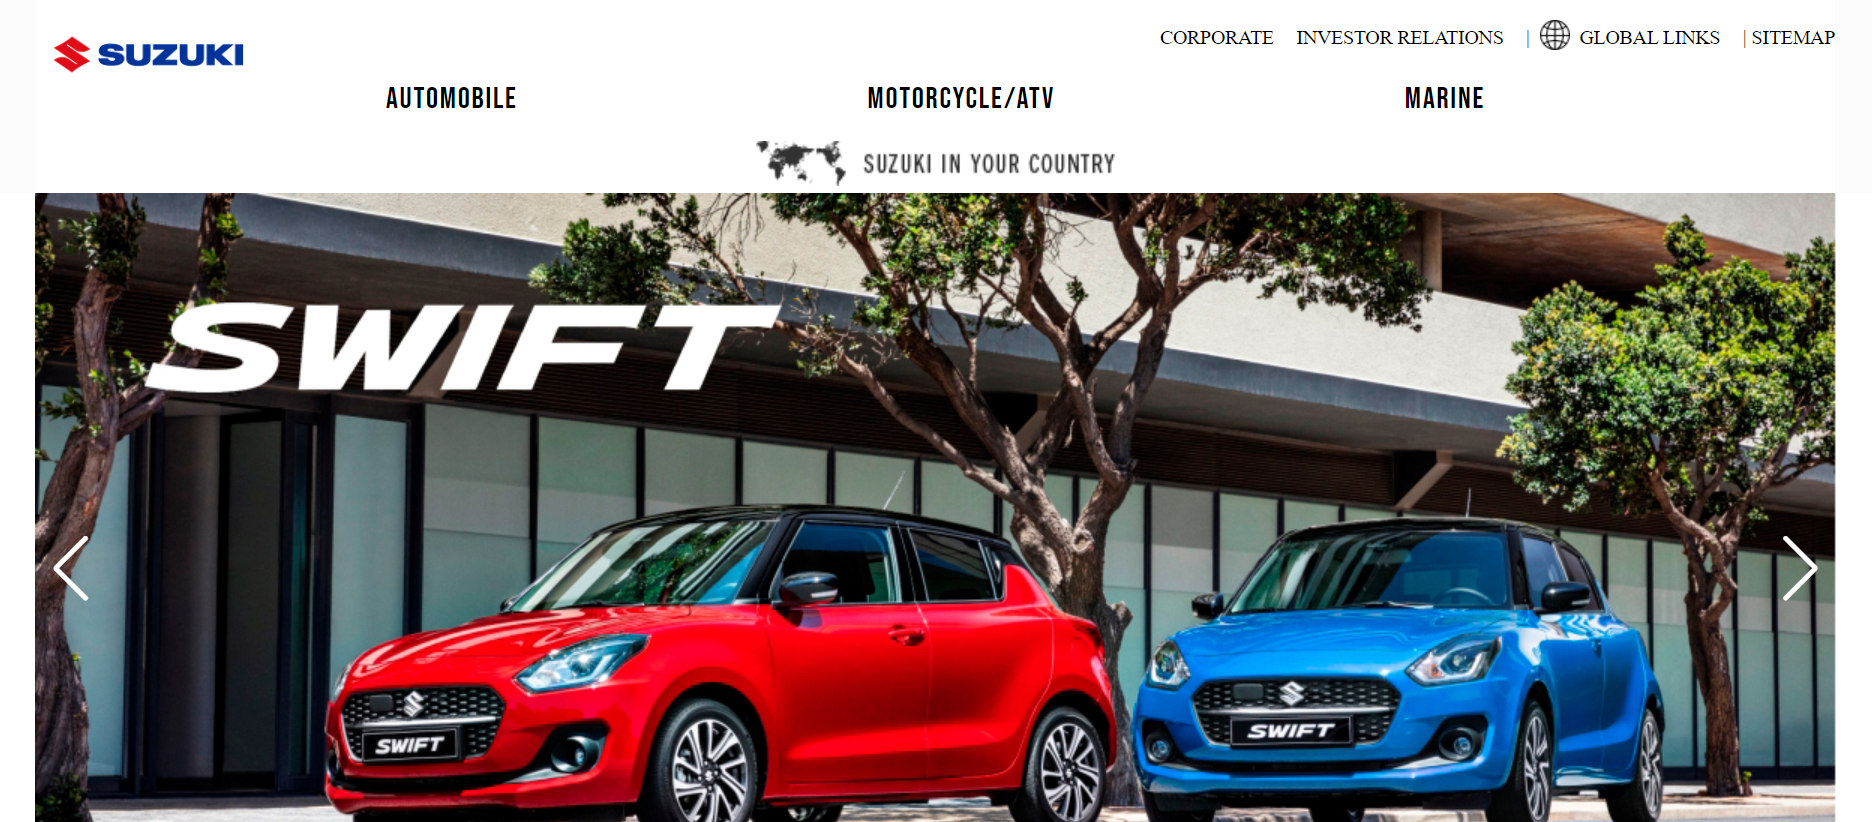 SUZUKI
CORPORATE INVESTOR RELATIONS | GLOBAL LINKS | SITEMAP
AUTOMOBILE MOTORCYCLE/ATV MARINE
SUZUKI IN YOUR COUNTRY
SWIFT
SWIFT
SWIFT